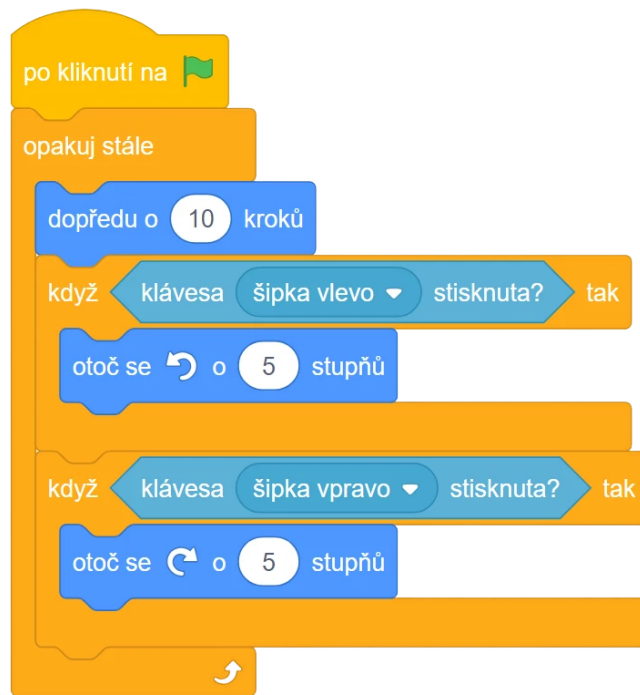 po kliknutí na
opakuj stále
dopředu o 10 kroků
když klávesa šipka vlevo stisknuta? tak
otoč se o 5 stupňů
když klávesa šipka vpravo stisknuta? tak
otoč se o 5 stupňů